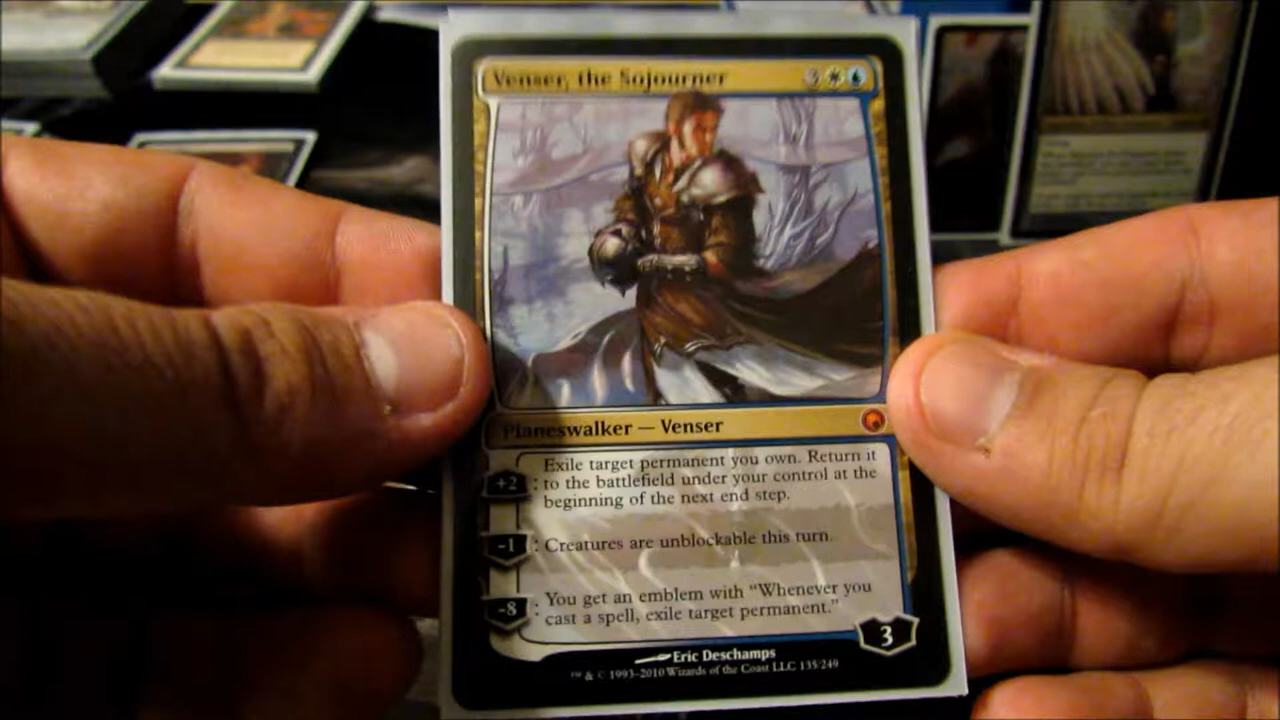 Venser, the Sojourner 3
Planeswalker — Venser
Exile target permanent you own. Return it
+2 : to the battlefield under your control at the
beginning of the next end step.
-1 : Creatures are unblockable this turn.
You get an emblem with “Whenever you
-8 : cast a spell, exile target permanent.”
3
Eric Deschamps
™ & © 1993–2010 Wizards of the Coast LLC 135/249